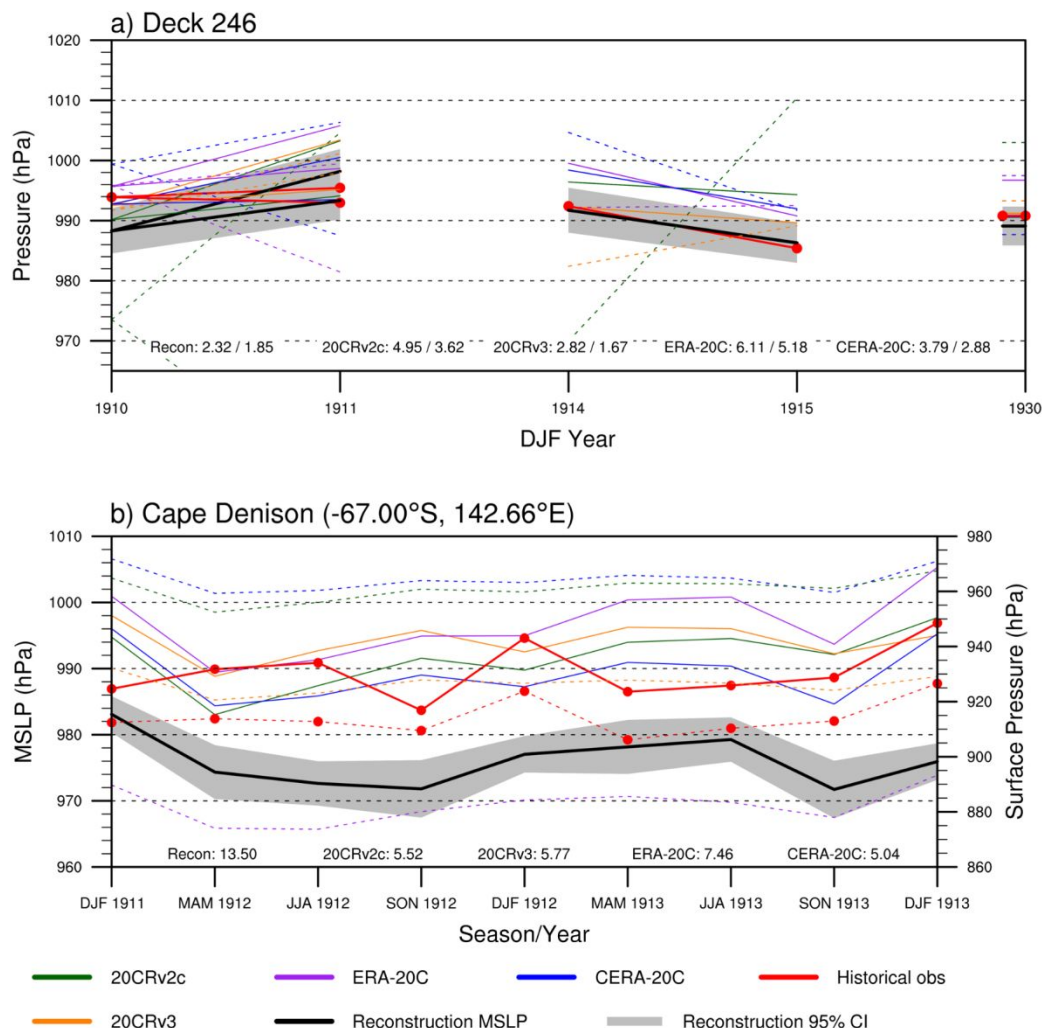 a) Deck 246
1020
1010
1000
990
980
970
Pressure (hPa)
Recon: 2.32 / 1.85 20CRv2c: 4.95 / 3.62 20CRv3: 2.82 / 1.67 ERA-20C: 6.11 / 5.18 CERA-20C: 3.79 / 2.88
1910 1911 1914 1915 1930
DJF Year
b) Cape Denison (-67.00°S, 142.66°E)
1010 980
1000 960
990 940
980 920
970 900
960 880
860
MSLP (hPa)
Surface Pressure (hPa)
Recon: 13.50 20CRv2c: 5.52 20CRv3: 5.77 ERA-20C: 7.46 CERA-20C: 5.04
DJF 1911 MAM 1912 JJA 1912 SON 1912 DJF 1912 MAM 1913 JJA 1913 SON 1913 DJF 1913
Season/Year
20CRv2c ERA-20C CERA-20C Historical obs
20CRv3 Reconstruction MSLP Reconstruction 95% CI